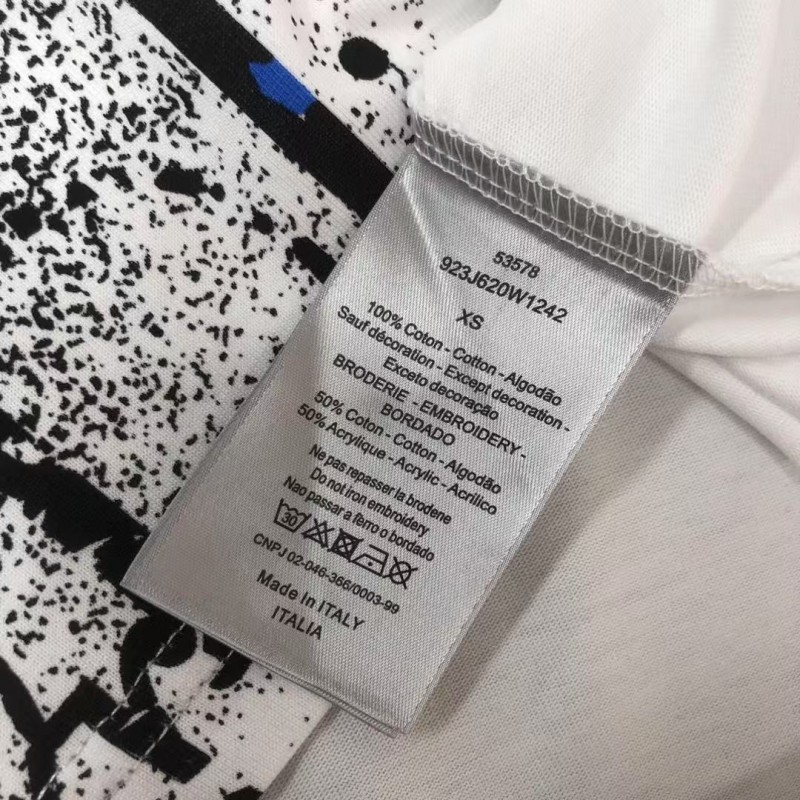 53578
923J620W1242
XS
100% Coton - Cotton - Algodão
Sauf décoration - Except decoration -
Exceto decoração
BRODERIE - EMBROIDERY -
BORDADO
50% Coton - Cotton - Algodão
50% Acrylique - Acrylic - Acrilico
Ne pas repasser la brodene
Do not iron embroidery
Nao passar a ferro o bordado
30
CNPJ 02-046-366/0003-99
Made In ITALY
ITALIA